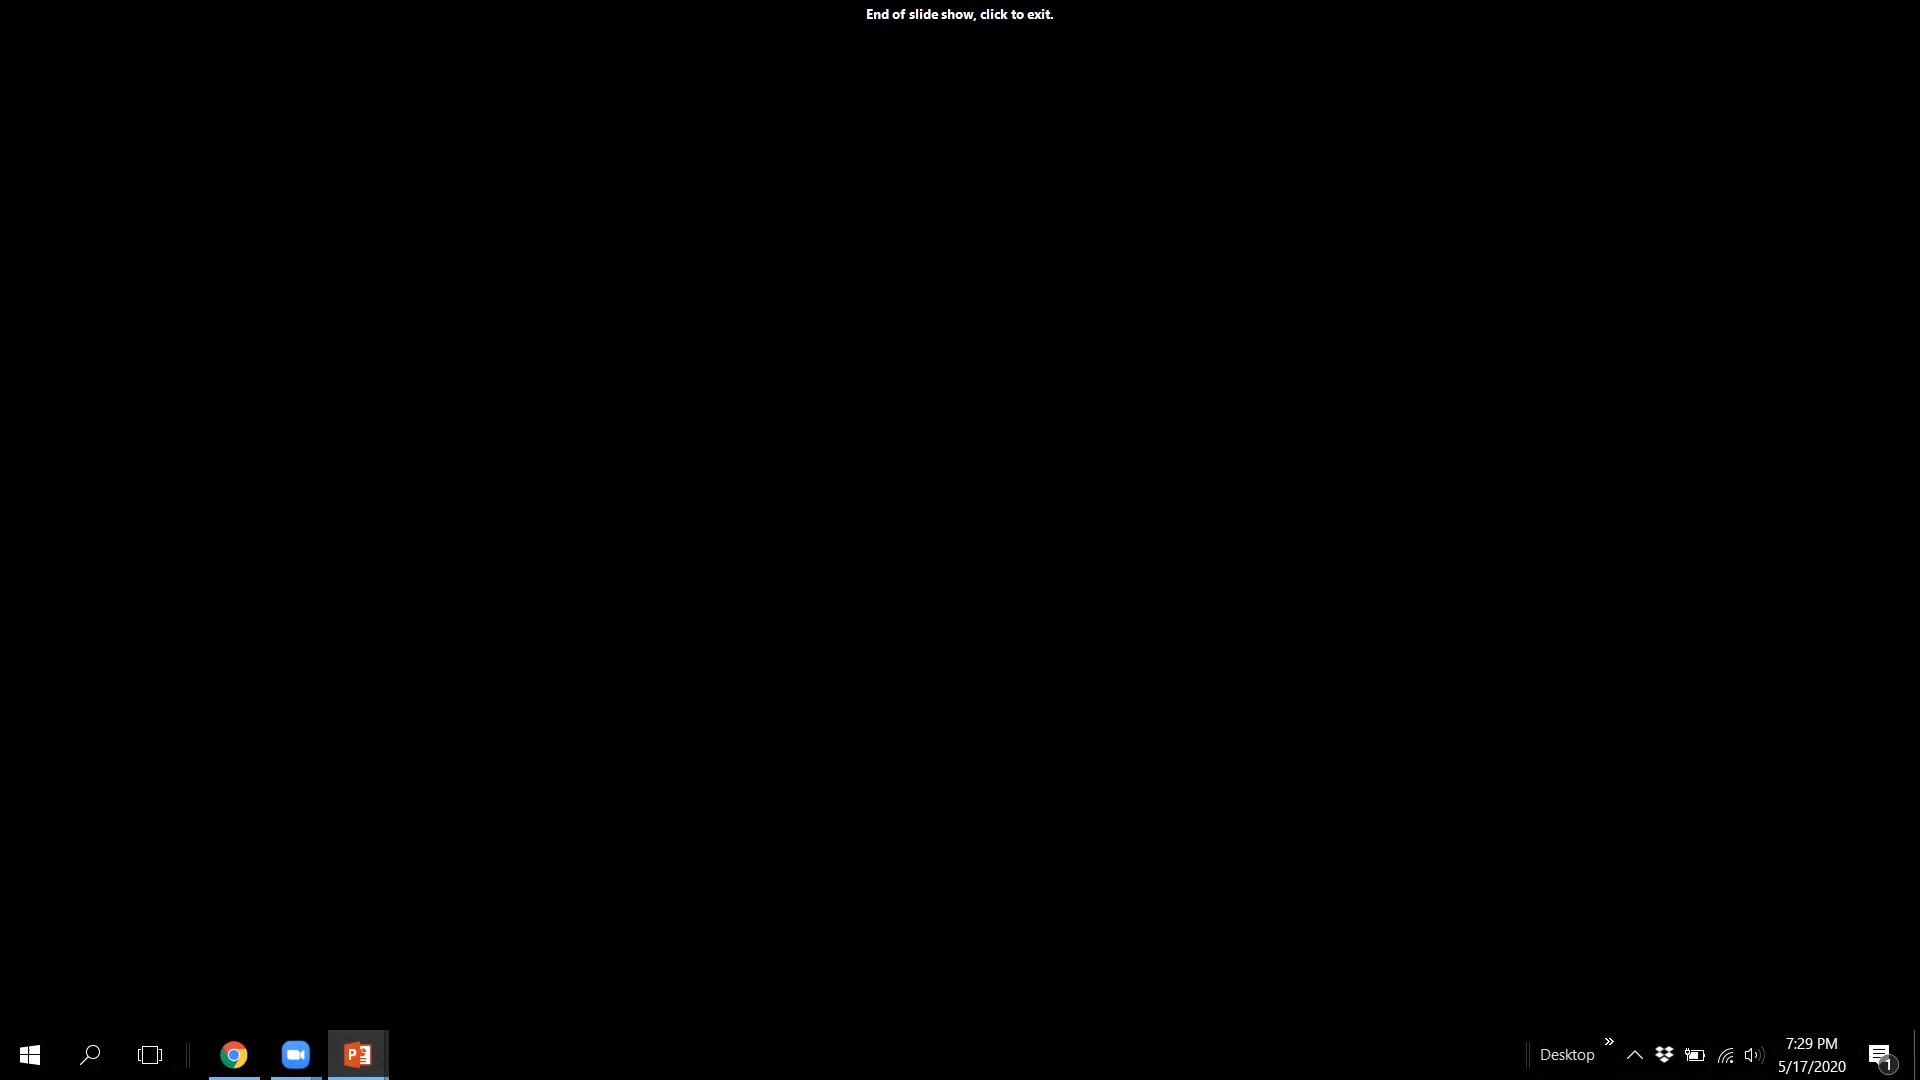 End of slide show, click to exit.
Desktop
7:29 PM
5/17/2020
1